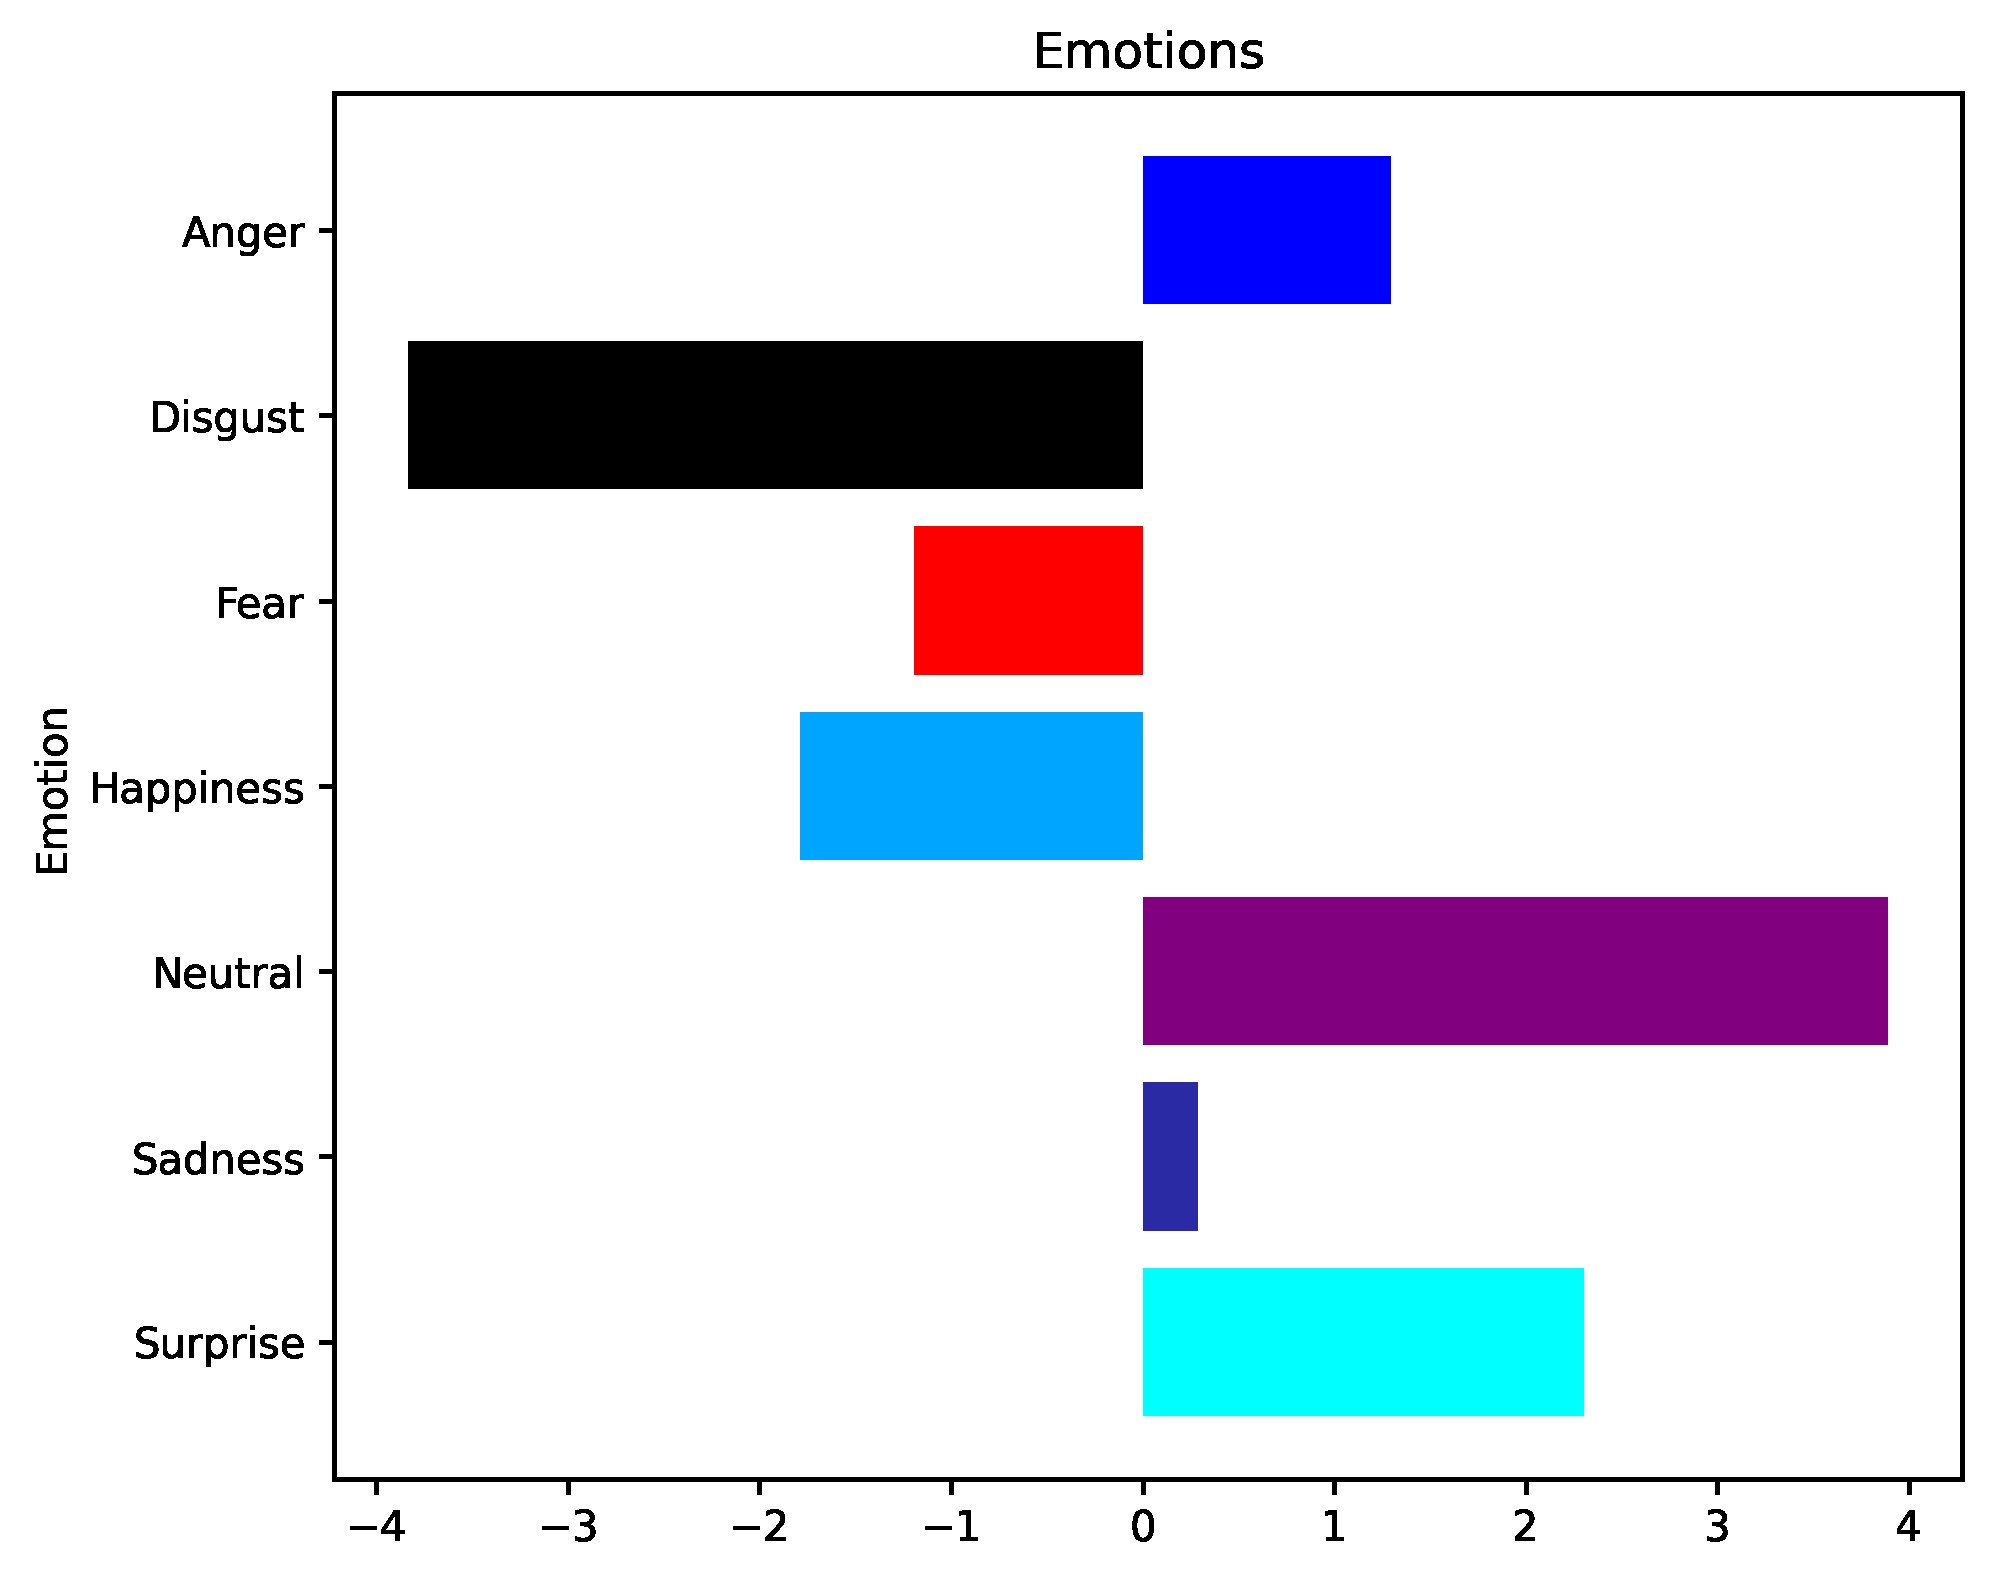 Emotions
Anger
Disgust
Fear
Happiness
Neutral
Sadness
Surprise
Emotion
−4 −3 −2 −1 0 1 2 3 4